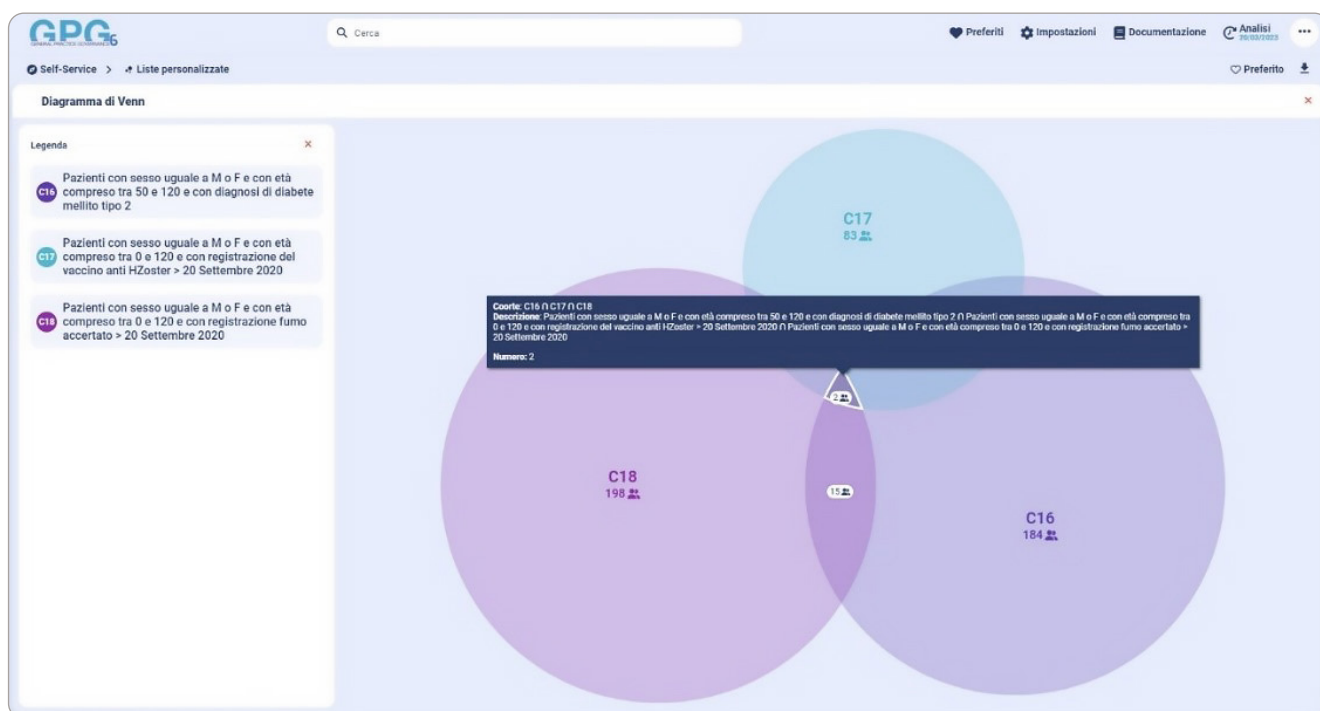 GPG6
GENERAL PRACTICE GOVERNANCE
Cerca
Preferiti
Impostazioni
Documentazione
Analisi
20/03/2023
Self-Service > Liste personalizzate
Preferito
Diagramma di Venn
Legenda
C16
Pazienti con sesso uguale a M o F e con età
compreso tra 50 e 120 e con diagnosi di diabete
mellito tipo 2
C17
Pazienti con sesso uguale a M o F e con età
compreso tra 0 e 120 e con registrazione del
vaccino anti HZoster > 20 Settembre 2020
C18
Pazienti con sesso uguale a M o F e con età
compreso tra 0 e 120 e con registrazione fumo
accertato > 20 Settembre 2020
C17
83
Coorte: C16 ∩ C17 ∩ C18
Descrizione: Pazienti con sesso uguale a M o F e con età compreso tra 50 e 120 e con diagnosi di diabete mellito tipo 2 ∩ Pazienti con sesso uguale a M o F e con età compreso tra
0 e 120 e con registrazione del vaccino anti HZoster > 20 Settembre 2020 ∩ Pazienti con sesso uguale a M o F e con età compreso tra 0 e 120 e con registrazione fumo accertato >
20 Settembre 2020
Numero: 2
2
C18
198
15
C16
184